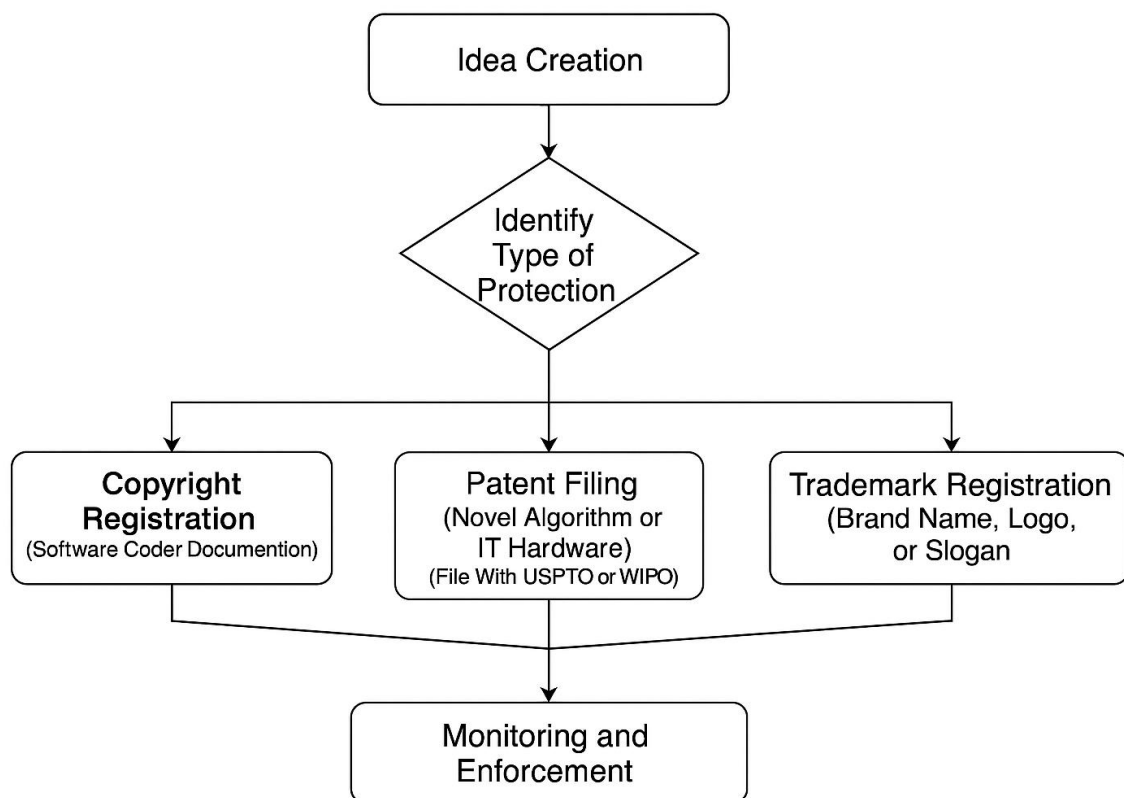 Idea Creation
Identify
Type of
Protection
Copyright
Registration
(Software Coder Documention)
Patent Filing
(Novel Algorithm or
IT Hardware)
(File With USPTO or WIPO)
Trademark Registration
(Brand Name, Logo,
or Slogan
Monitoring and
Enforcement